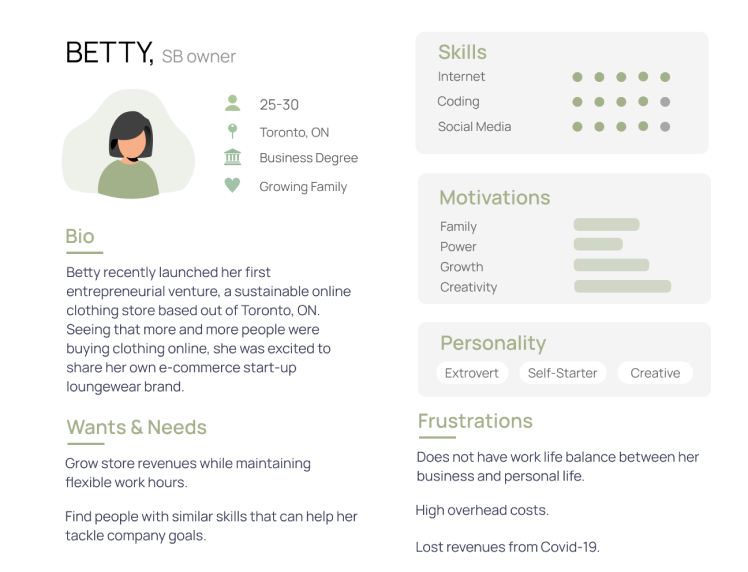 BETTY, SB owner
25-30
Toronto, ON
Business Degree
Growing Family
Bio
Betty recently launched her first
entrepreneurial venture, a sustainable online
clothing store based out of Toronto, ON.
Seeing that more and more people were
buying clothing online, she was excited to
share her own e-commerce start-up
loungewear brand.
Wants & Needs
Grow store revenues while maintaining
flexible work hours.
Find people with similar skills that can help her
tackle company goals.
Skills
Internet
Coding
Social Media
Motivations
Family
Power
Growth
Creativity
Personality
Extrovert Self-Starter Creative
Frustrations
Does not have work life balance between her
business and personal life.
High overhead costs.
Lost revenues from Covid-19.